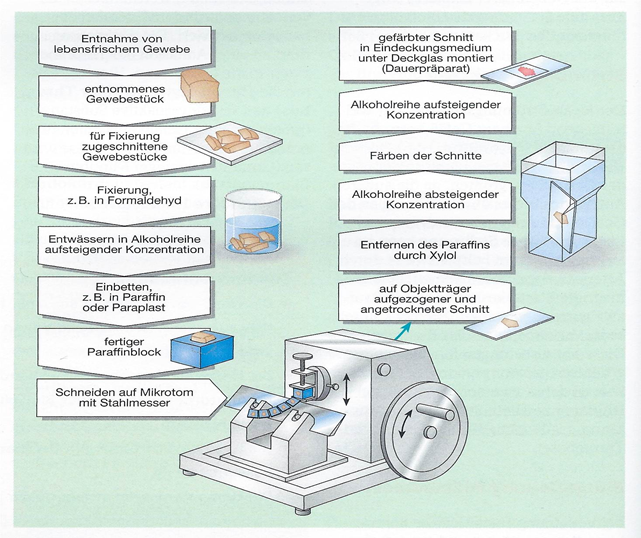 Entnahme von
lebensfrischem Gewebe
entnommenes
Gewebestück
für Fixierung
zugeschnittene
Gewebestücke
Fixierung,
z. B. in Formaldehyd
Entwässern in Alkoholreihe
aufsteigender Konzentration
Einbetten,
z. B. in Paraffin
oder Paraplast
fertiger
Paraffinblock
Schneiden auf Mikrotom
mit Stahlmesser
gefärbter Schnitt
in Eindeckungsmedium
unter Deckglas montiert
(Dauerpräparat)
Alkoholreihe aufsteigender
Konzentration
Färben der Schnitte
Alkoholreihe absteigender
Konzentration
Entfernen des Paraffins
durch Xylol
auf Objektträger
aufgezogener und
angetrockneter Schnitt